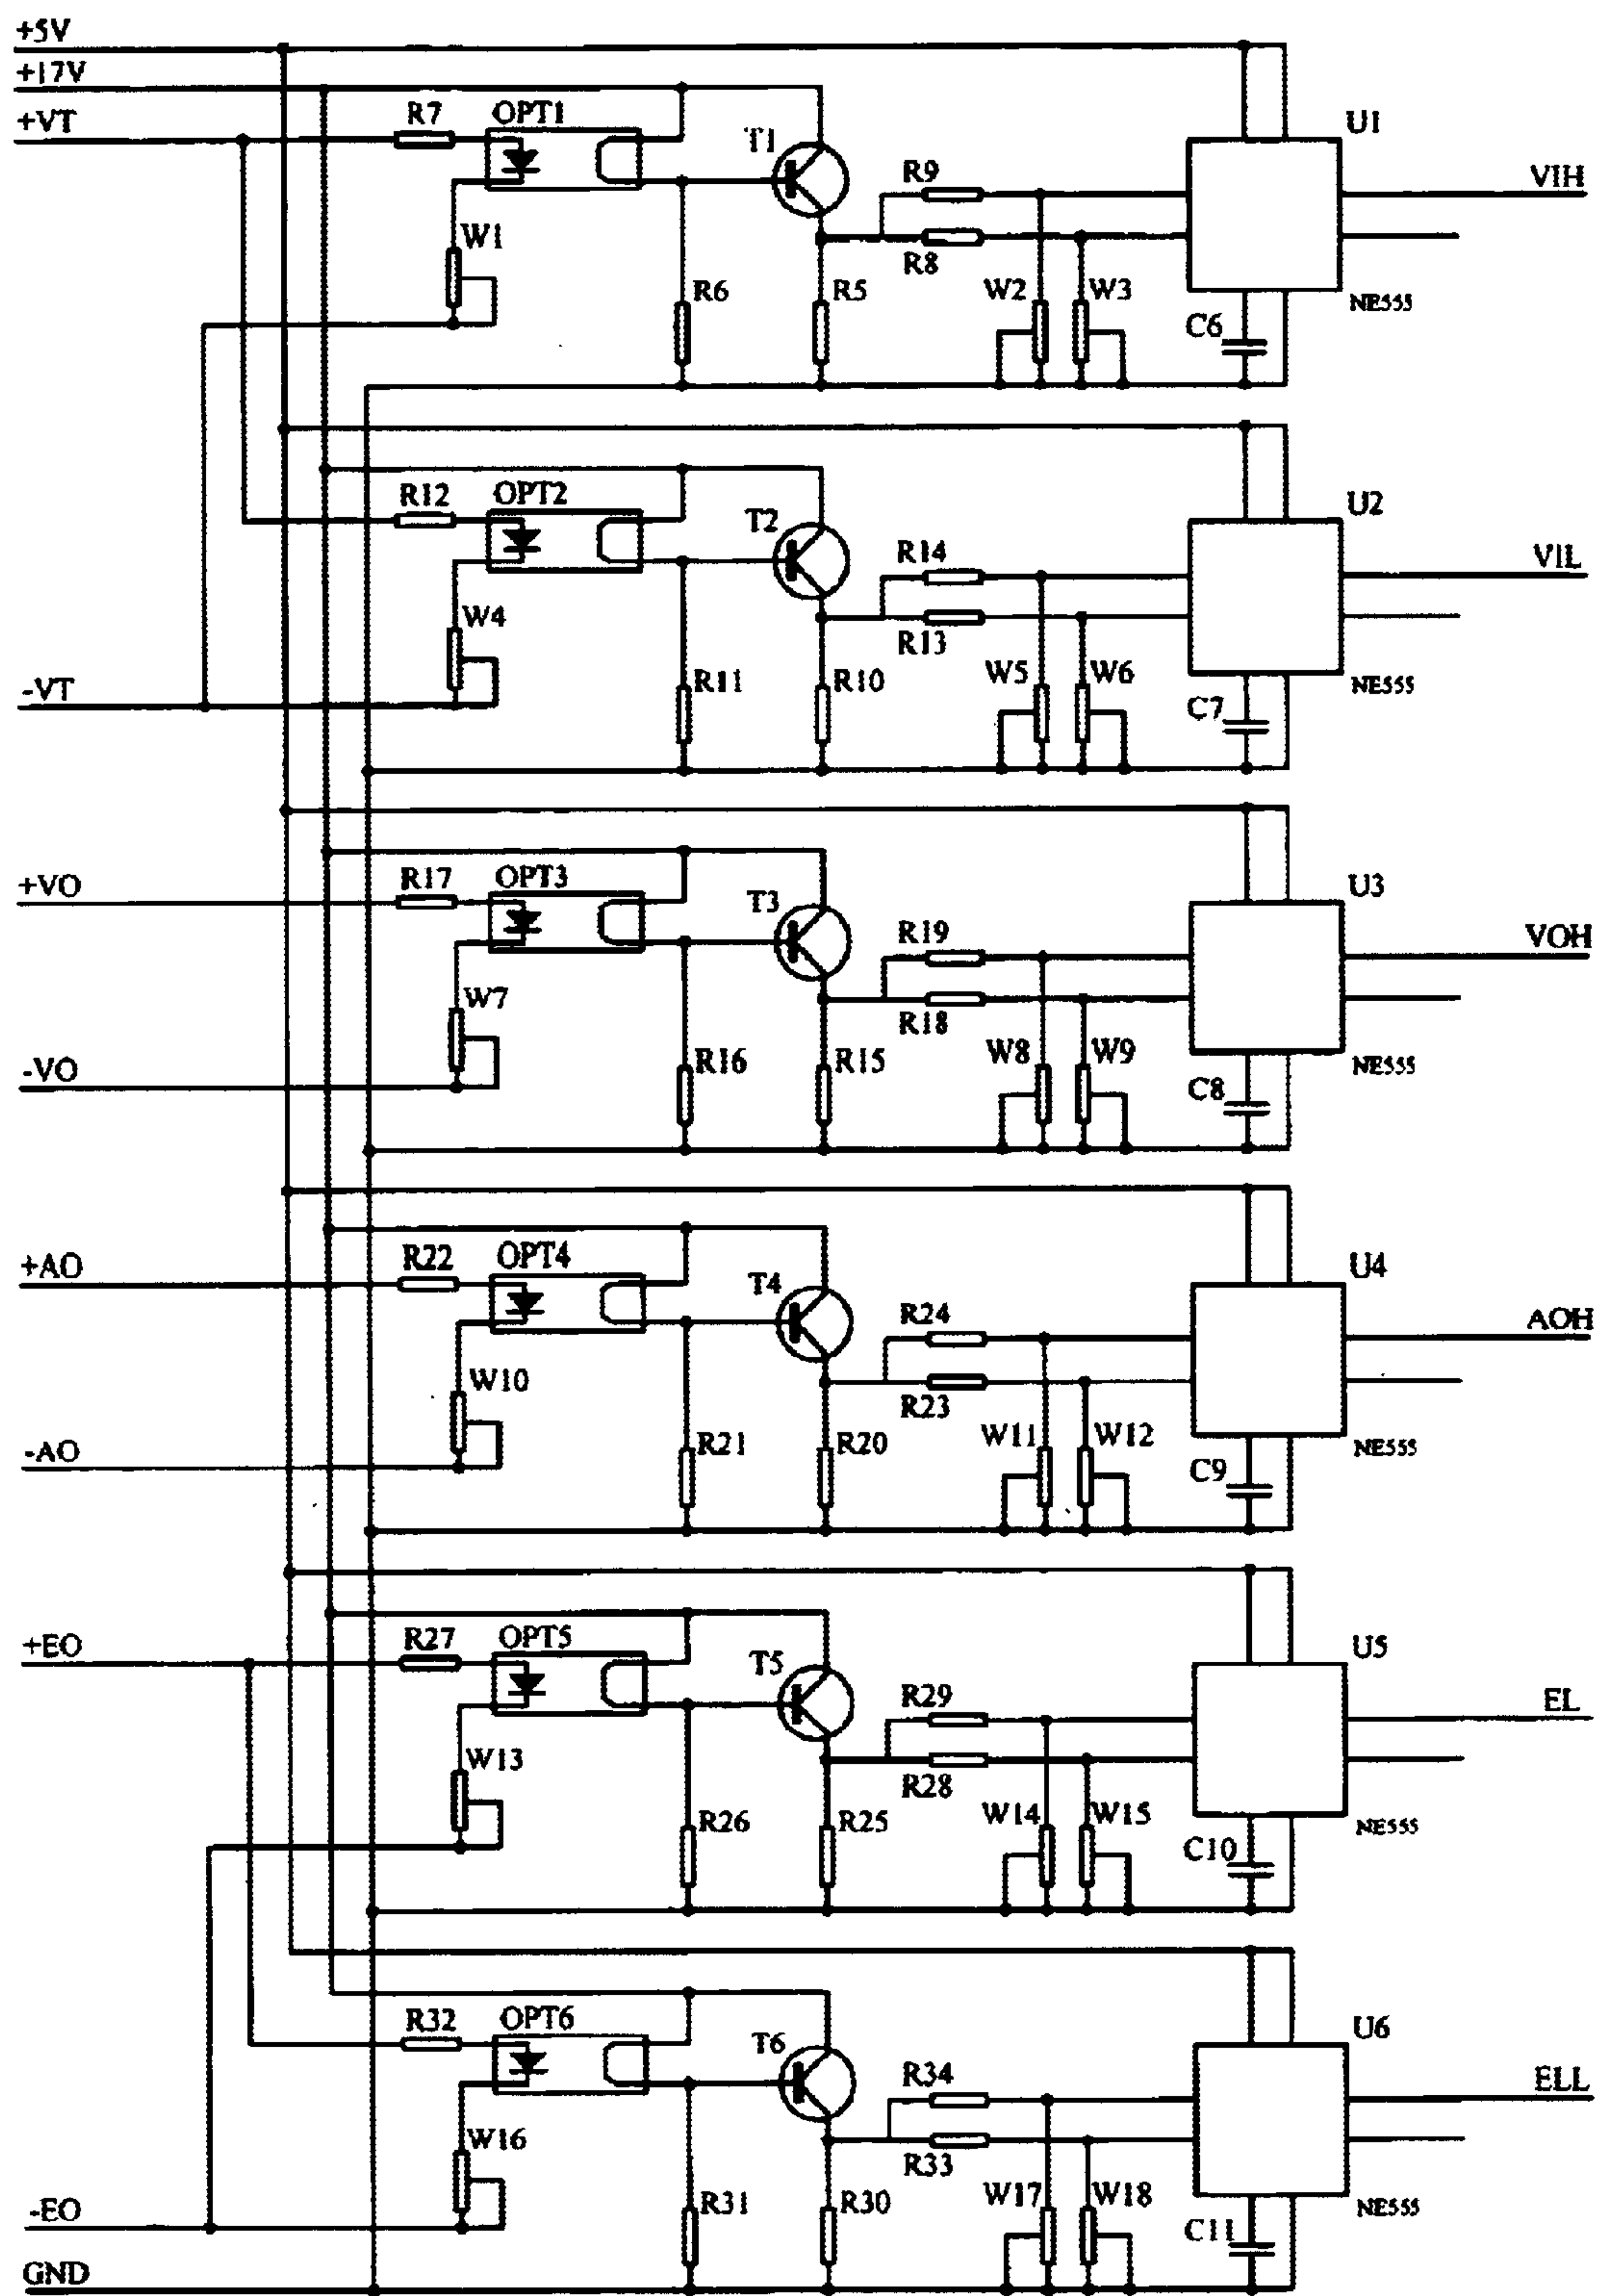 +5V
+17V
+VT
R7
OPT1
T1
U1
R9
VIH
W1
R8
R6
R5
W2
W3
NE555
C6
R12
OPT2
T2
U2
R14
VIL
W4
R13
-VT
R11
R10
W5
W6
NE555
C7
+VO
R17
OPT3
T3
U3
R19
VOH
W7
R18
-VO
R16
R15
W8
W9
NE555
C8
+AO
R22
OPT4
T4
U4
R24
AOH
W10
R23
-AO
R21
R20
W11
W12
NE555
C9
+EO
R27
OPT5
T5
U5
R29
EL
W13
R28
R26
R25
W14
W15
NE555
C10
R32
OPT6
T6
U6
R34
ELL
W16
R33
-EO
R31
R30
W17
W18
NE555
C11
GND